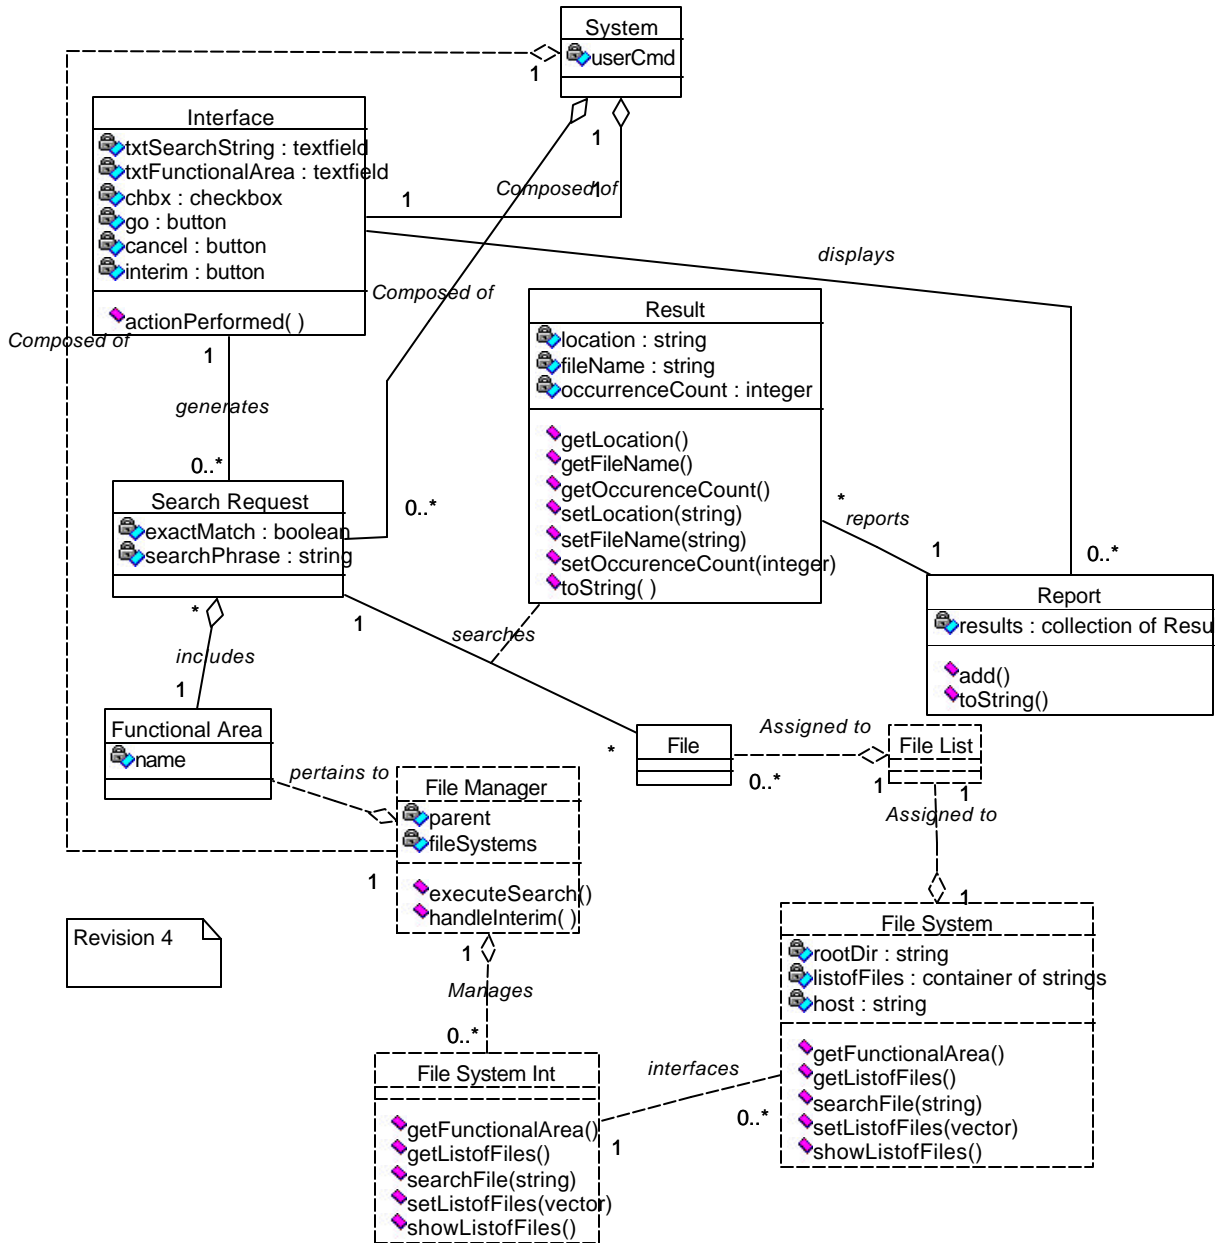 System
userCmd
1
1
Interface
txtSearchString : textfield
txtFunctionalArea : textfield
chbx : checkbox
go : button
cancel : button
interim : button
actionPerformed( )
1
Composed of
1
displays
Composed of
Composed of
1
generates
0..*
Result
location : string
fileName : string
occurrenceCount : integer
getLocation()
getFileName()
getOccurenceCount()
setLocation(string)
setFileName(string)
setOccurenceCount(integer)
toString( )
Search Request
exactMatch : boolean
searchPhrase : string
0..*
*
reports
1
0..*
Report
results : collection of Resu
add()
toString()
*
1
searches
includes
1
Functional Area
name
*
File
Assigned to
0..*
1
1
File List
Assigned to
pertains to
File Manager
parent
fileSystems
executeSearch()
handleInterim( )
1
1
1
File System
rootDir : string
listofFiles : container of strings
host : string
getFunctionalArea()
getListofFiles()
searchFile(string)
setListofFiles(vector)
showListofFiles()
Revision 4
Manages
0..*
interfaces
1
0..*
File System Int
getFunctionalArea()
getListofFiles()
searchFile(string)
setListofFiles(vector)
showListofFiles()